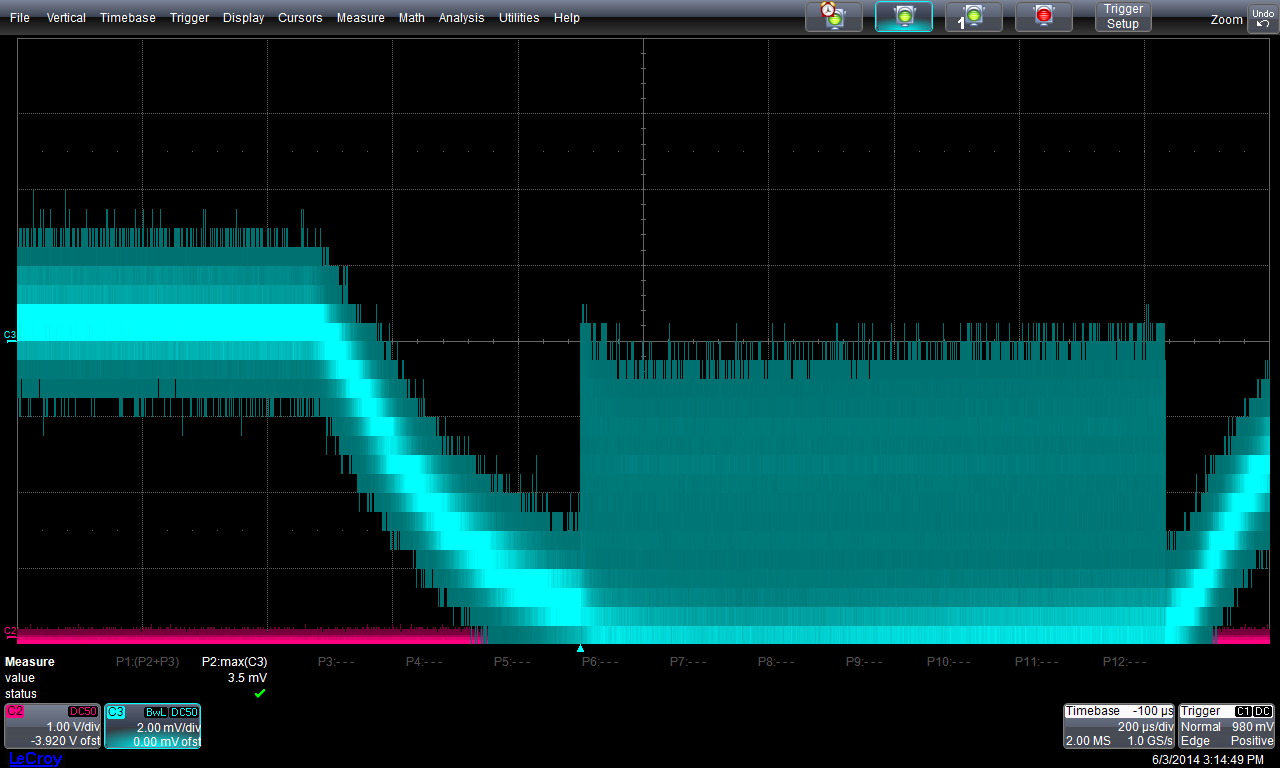 File Vertical Timebase Trigger Display Cursors Measure Math Analysis Utilities Help
1
Trigger
Setup
Zoom
Undo
C3
C2
Measure P1:(P2+P3) P2:max(C3) P3:--- P4:--- P5:--- P6:--- P7:--- P8:--- P9:--- P10:--- P11:--- P12:---
value 3.5 mV
status
C2 DC50
1.00 V/div
-3.920 V ofst
C3 BwL DC50
2.00 mV/div
0.00 mV ofst
Timebase -100 µs
200 µs/div
2.00 MS 1.0 GS/s
Trigger C1 DC
Normal 980 mV
Edge Positive
LeCroy
6/3/2014 3:14:49 PM